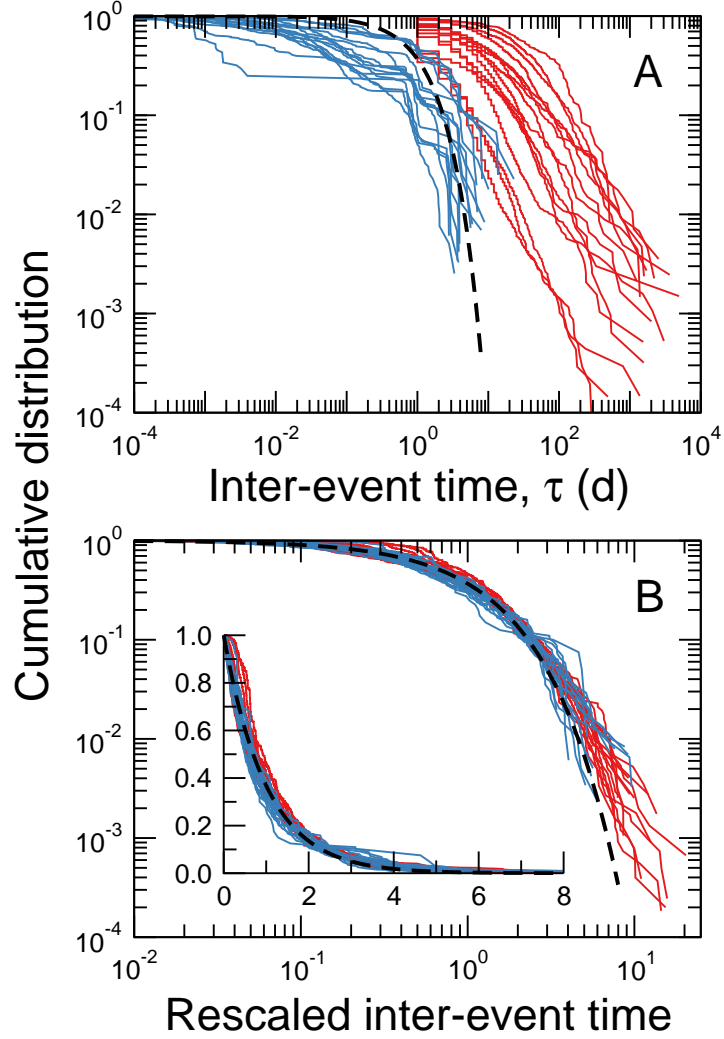 Cumulative distribution
A
10^0
10^-1
10^-2
10^-3
10^-4
10^-4 10^-2 10^0 10^2 10^4
Inter-event time, τ (d)
B
10^0
10^-1
10^-2
10^-3
10^-4
1.0
0.8
0.6
0.4
0.2
0.0
0 2 4 6 8
10^-2 10^-1 10^0 10^1
Rescaled inter-event time